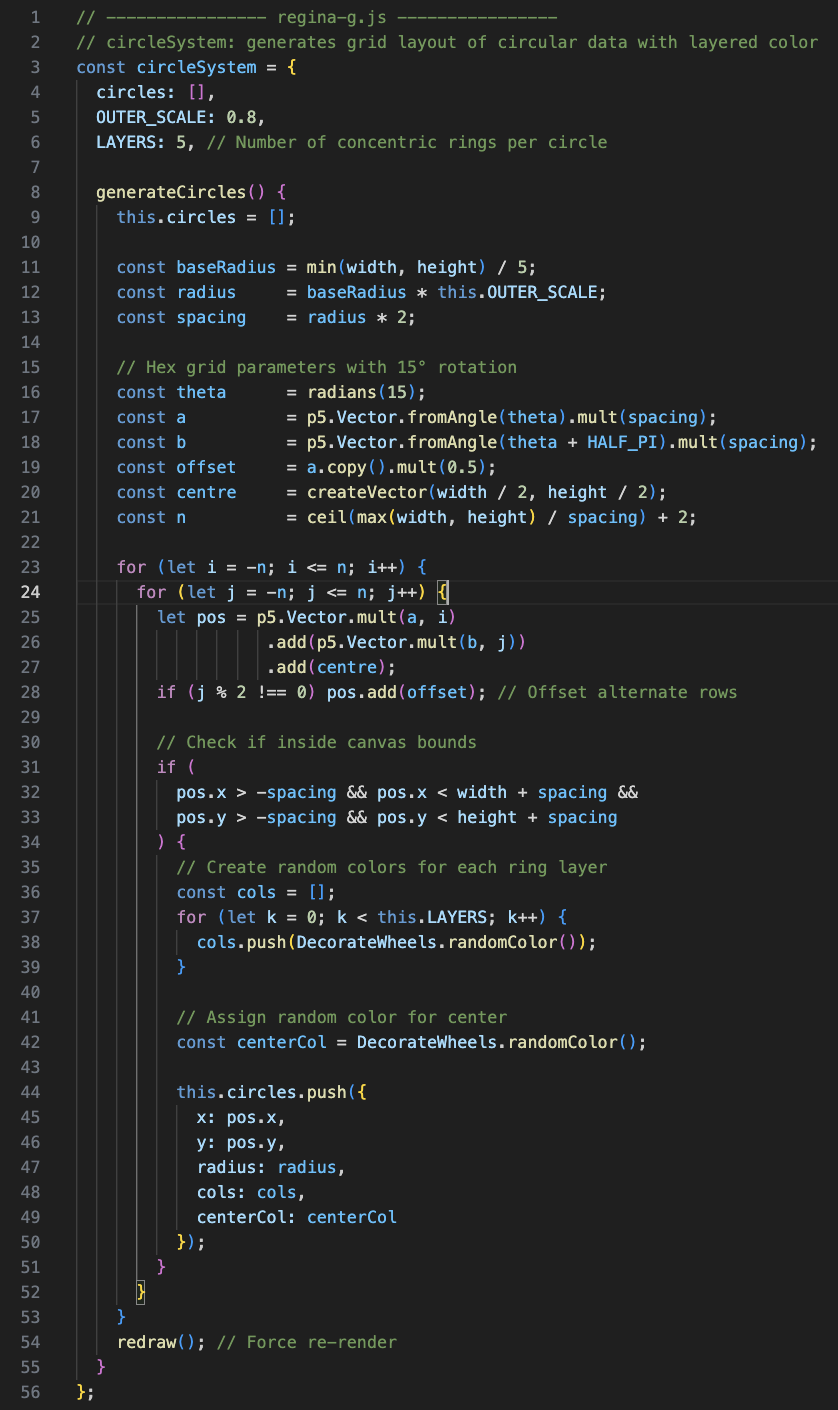 1 // ---------------- regina-g.js ----------------
2 // circleSystem: generates grid layout of circular data with layered color
3 const circleSystem = {
4   circles: [],
5   OUTER_SCALE: 0.8,
6   LAYERS: 5, // Number of concentric rings per circle
7
8   generateCircles() {
9     this.circles = [];
10
11     const baseRadius = min(width, height) / 5;
12     const radius     = baseRadius * this.OUTER_SCALE;
13     const spacing    = radius * 2;
14
15     // Hex grid parameters with 15° rotation
16     const theta      = radians(15);
17     const a          = p5.Vector.fromAngle(theta).mult(spacing);
18     const b          = p5.Vector.fromAngle(theta + HALF_PI).mult(spacing);
19     const offset     = a.copy().mult(0.5);
20     const centre     = createVector(width / 2, height / 2);
21     const n          = ceil(max(width, height) / spacing) + 2;
22
23     for (let i = -n; i <= n; i++) {
24       for (let j = -n; j <= n; j++) {
25         let pos = p5.Vector.mult(a, i)
26                    .add(p5.Vector.mult(b, j))
27                    .add(centre);
28         if (j % 2 !== 0) pos.add(offset); // Offset alternate rows
29
30         // Check if inside canvas bounds
31         if (
32           pos.x > -spacing && pos.x < width + spacing &&
33           pos.y > -spacing && pos.y < height + spacing
34         ) {
35           // Create random colors for each ring layer
36           const cols = [];
37           for (let k = 0; k < this.LAYERS; k++) {
38             cols.push(DecorateWheels.randomColor());
39           }
40
41           // Assign random color for center
42           const centerCol = DecorateWheels.randomColor();
43
44           this.circles.push({
45             x: pos.x,
46             y: pos.y,
47             radius: radius,
48             cols: cols,
49             centerCol: centerCol
50           });
51         }
52       }
53     }
54     redraw(); // Force re-render
55   }
56 };